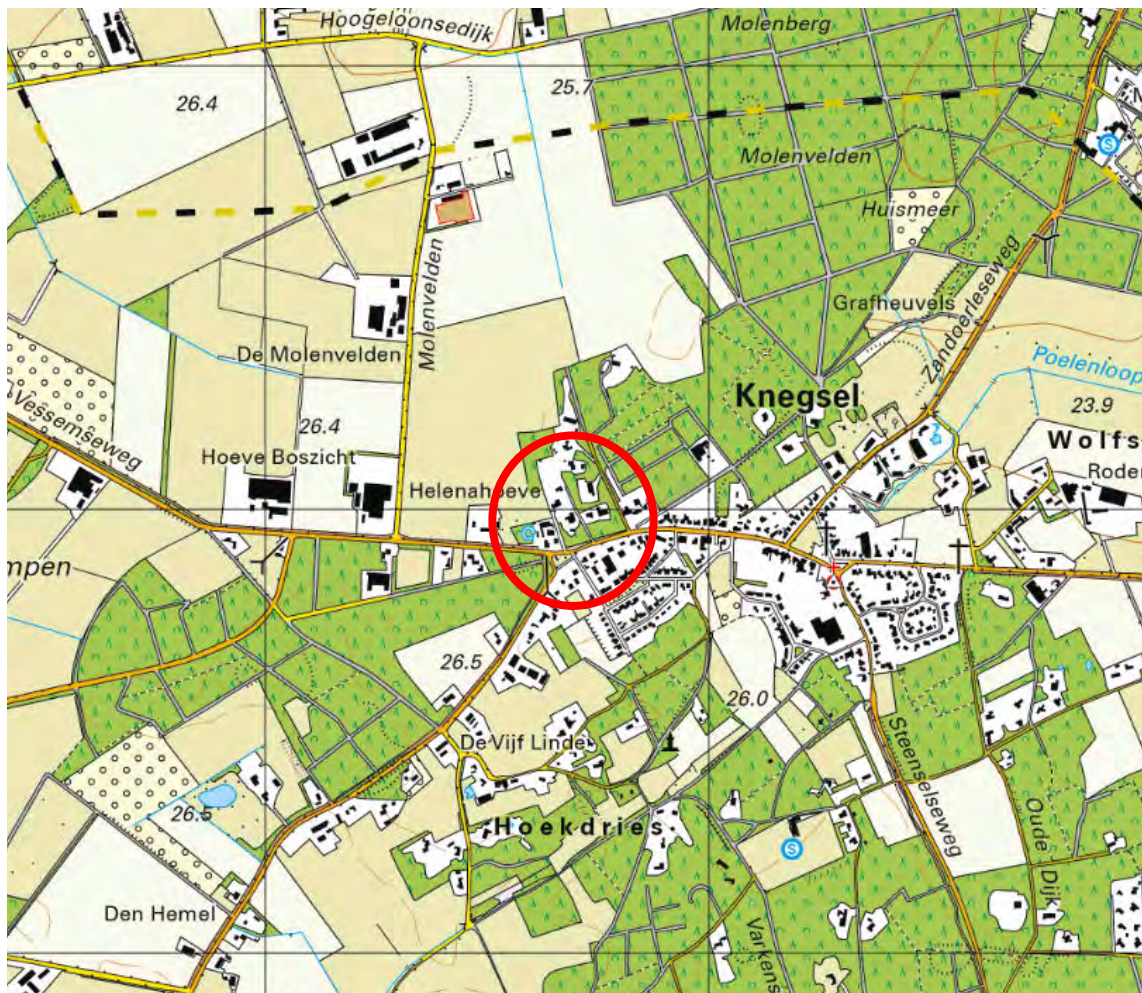 Hoogeloonsedijk
Molenberg
26.4
25.7
Molenvelden
Huismeer
S
Molenvelden
Grafheuvels
Zandoerleseweg
De Molenvelden
Poelenloop
Knegsel
23.9
Vessemseweg
26.4
Wolfs
Hoeve Boszicht
Roder
Helenahoeve
mpen
26.5
26.0
De Vijf Linde
Steenselseweg
26.5
Hoekdries
Oude Dijk
S
Den Hemel
Varkens